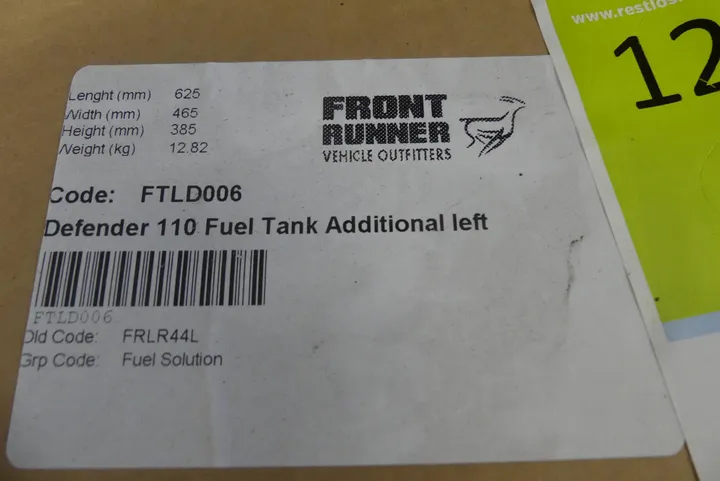 Lenght (mm) 625
Width (mm) 465
Height (mm) 385
Weight (kg) 12.82
FRONT
RUNNER
VEHICLE OUTFITTERS
Code: FTLD006
Defender 110 Fuel Tank Additional left
FTLD006
Old Code: FRLR44L
Grp Code: Fuel Solution